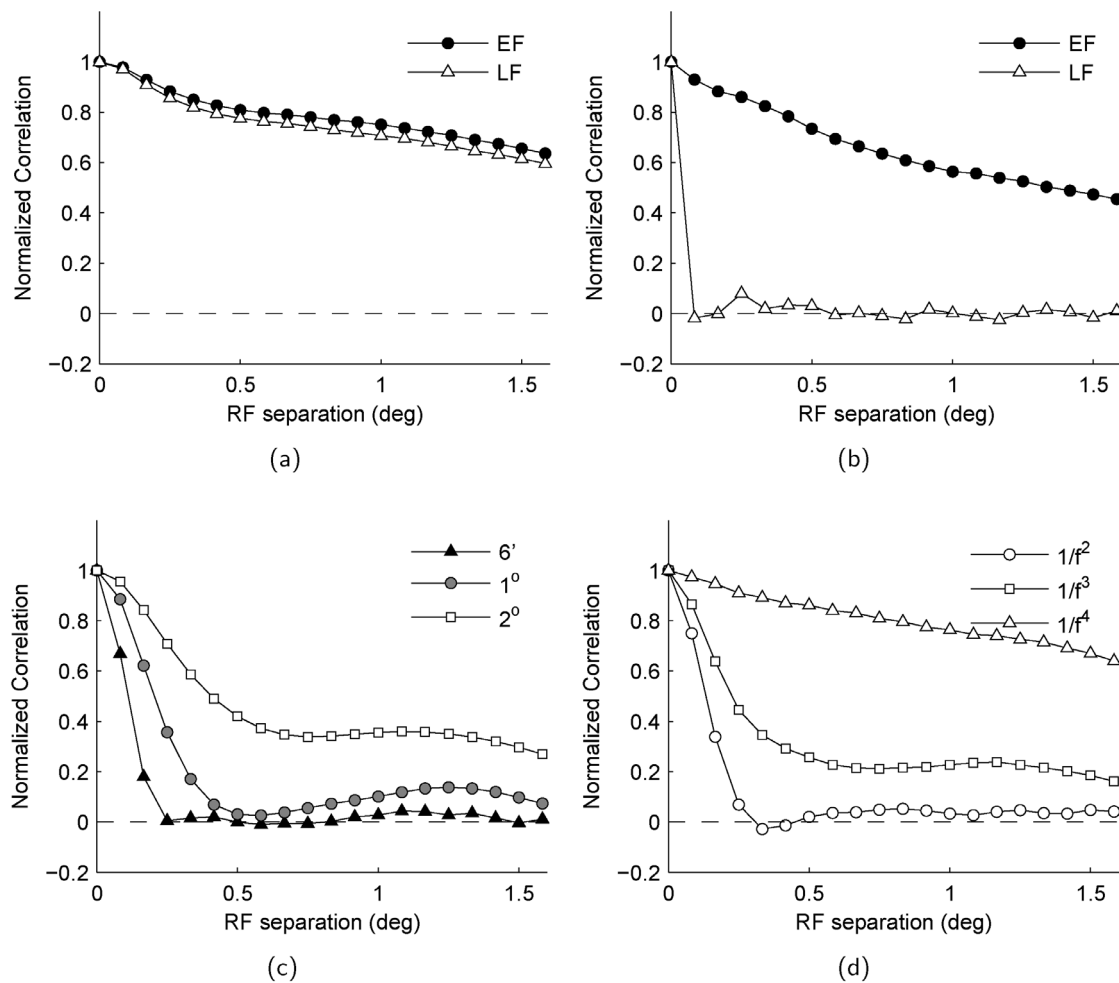 EF
LF
1
0.8
0.6
0.4
0.2
0
−0.2
0
0.5
1
1.5
Normalized Correlation
RF separation (deg)
(a)
EF
LF
1
0.8
0.6
0.4
0.2
0
−0.2
0
0.5
1
1.5
Normalized Correlation
RF separation (deg)
(b)
6'
1°
2°
1
0.8
0.6
0.4
0.2
0
−0.2
0
0.5
1
1.5
Normalized Correlation
RF separation (deg)
(c)
1/f²
1/f³
1/f⁴
1
0.8
0.6
0.4
0.2
0
−0.2
0
0.5
1
1.5
Normalized Correlation
RF separation (deg)
(d)